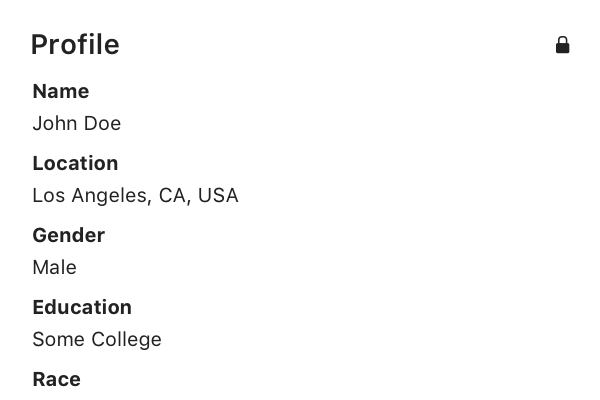 Profile
Name
John Doe
Location
Los Angeles, CA, USA
Gender
Male
Education
Some College
Race